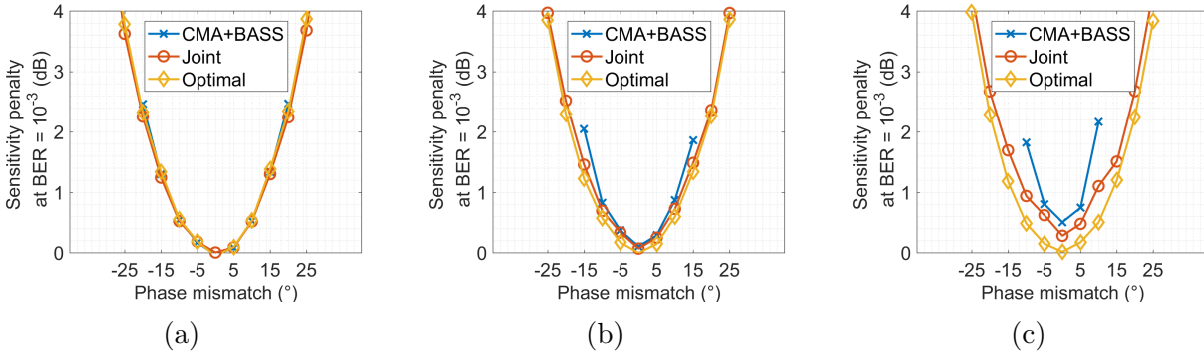 Sensitivity penalty
at BER = 10⁻³ (dB)
4
3
2
1
0
CMA+BASS
Joint
Optimal
-25 -15 -5 5 15 25
Phase mismatch (°)
(a)
Sensitivity penalty
at BER = 10⁻³ (dB)
4
3
2
1
0
CMA+BASS
Joint
Optimal
-25 -15 -5 5 15 25
Phase mismatch (°)
(b)
Sensitivity penalty
at BER = 10⁻³ (dB)
4
3
2
1
0
CMA+BASS
Joint
Optimal
-25 -15 -5 5 15 25
Phase mismatch (°)
(c)